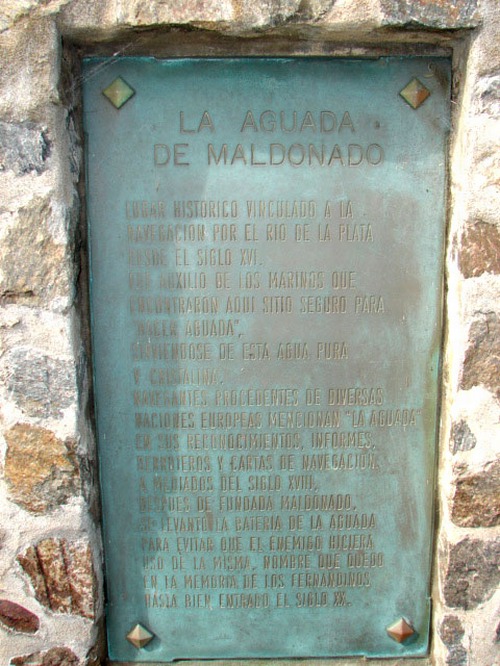 LA AGUADA
DE MALDONADO
LUGAR HISTORICO VINCULADO A LA
NAVEGACION POR EL RIO DE LA PLATA
DESDE EL SIGLO XVI.
FUE AUXILIO DE LOS MARINOS QUE
ENCONTRARON AQUI SITIO SEGURO PARA
"HACER AGUADA",
SIRVIENDOSE DE ESTA AGUA PURA
Y CRISTALINA.
NAVEGANTES PROCEDENTES DE DIVERSAS
NACIONES EUROPEAS MENCIONAN "LA AGUADA"
EN SUS RECONOCIMIENTOS, INFORMES,
DERROTEROS Y CARTAS DE NAVEGACION.
A MEDIADOS DEL SIGLO XVIII,
DESPUES DE FUNDADA MALDONADO,
SE LEVANTO LA BATERIA DE LA AGUADA
PARA EVITAR QUE EL ENEMIGO HICIERA
USO DE LA MISMA, NOMBRE QUE QUEDO
EN LA MEMORIA DE LOS FERNANDINOS
HASTA BIEN ENTRADO EL SIGLO XX.